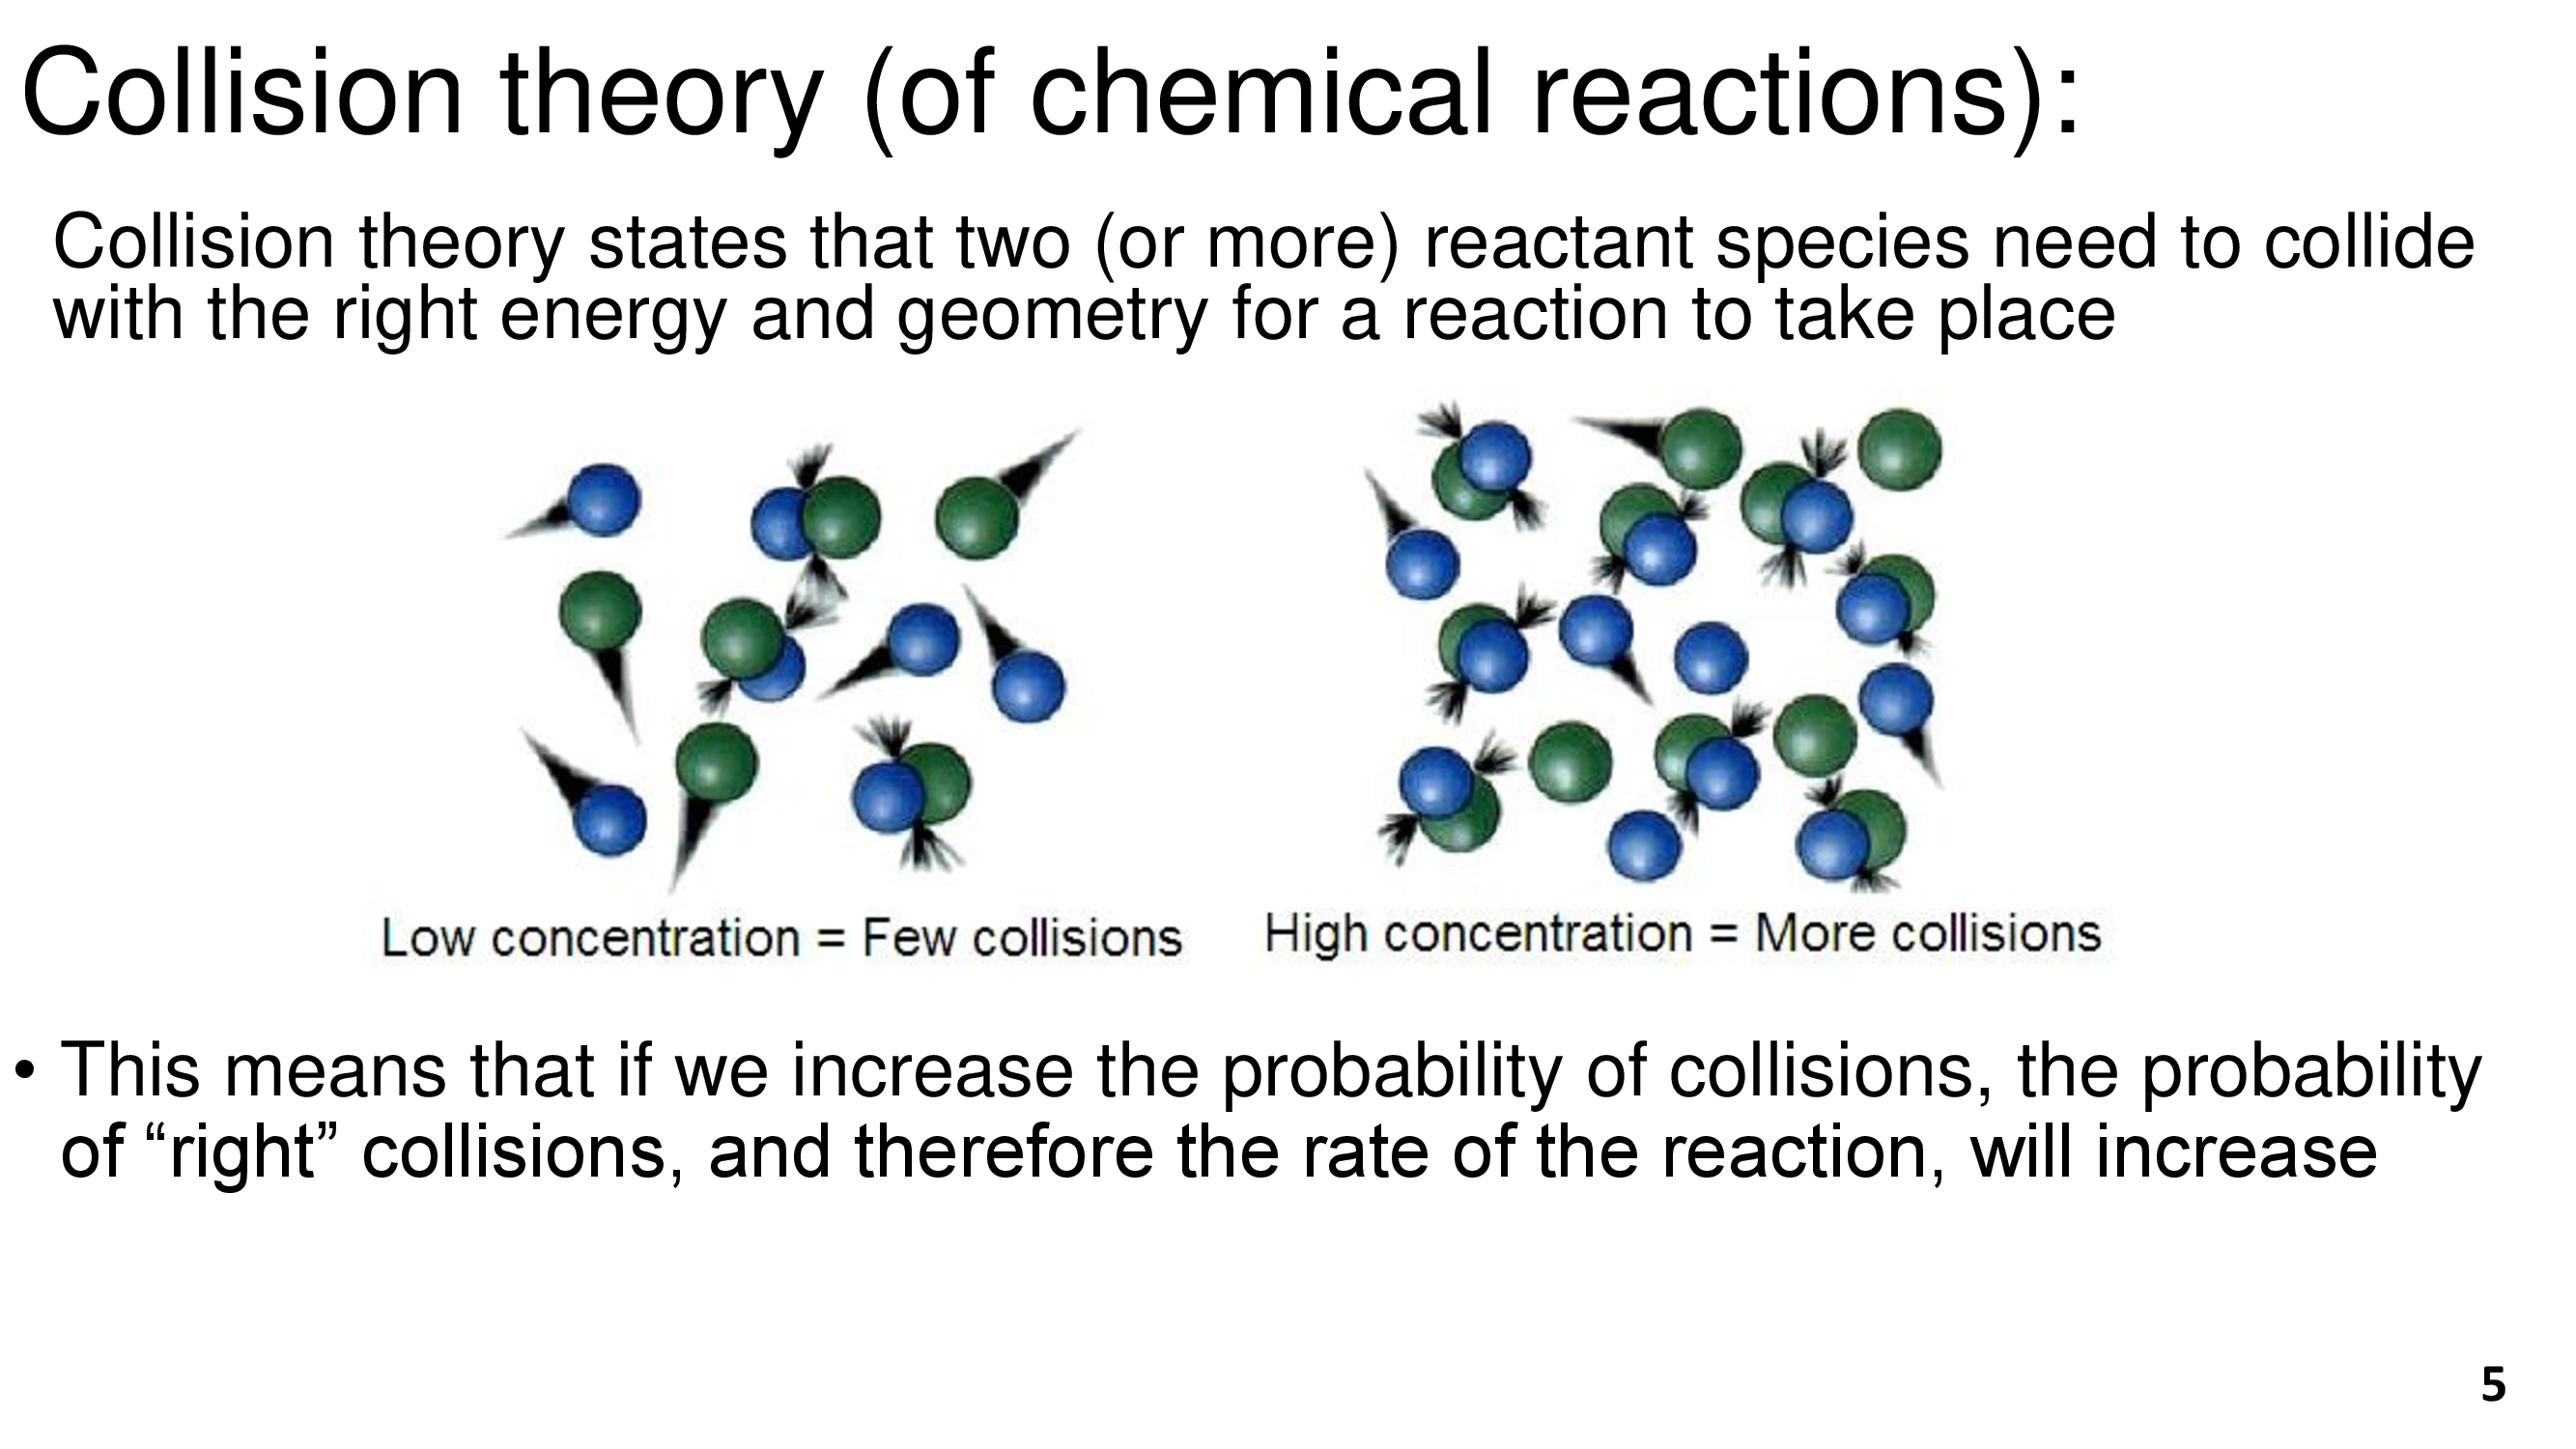 Collision theory (of chemical reactions):
Collision theory states that two (or more) reactant species need to collide
with the right energy and geometry for a reaction to take place
Low concentration = Few collisions
High concentration = More collisions
• This means that if we increase the probability of collisions, the probability
of “right” collisions, and therefore the rate of the reaction, will increase
5